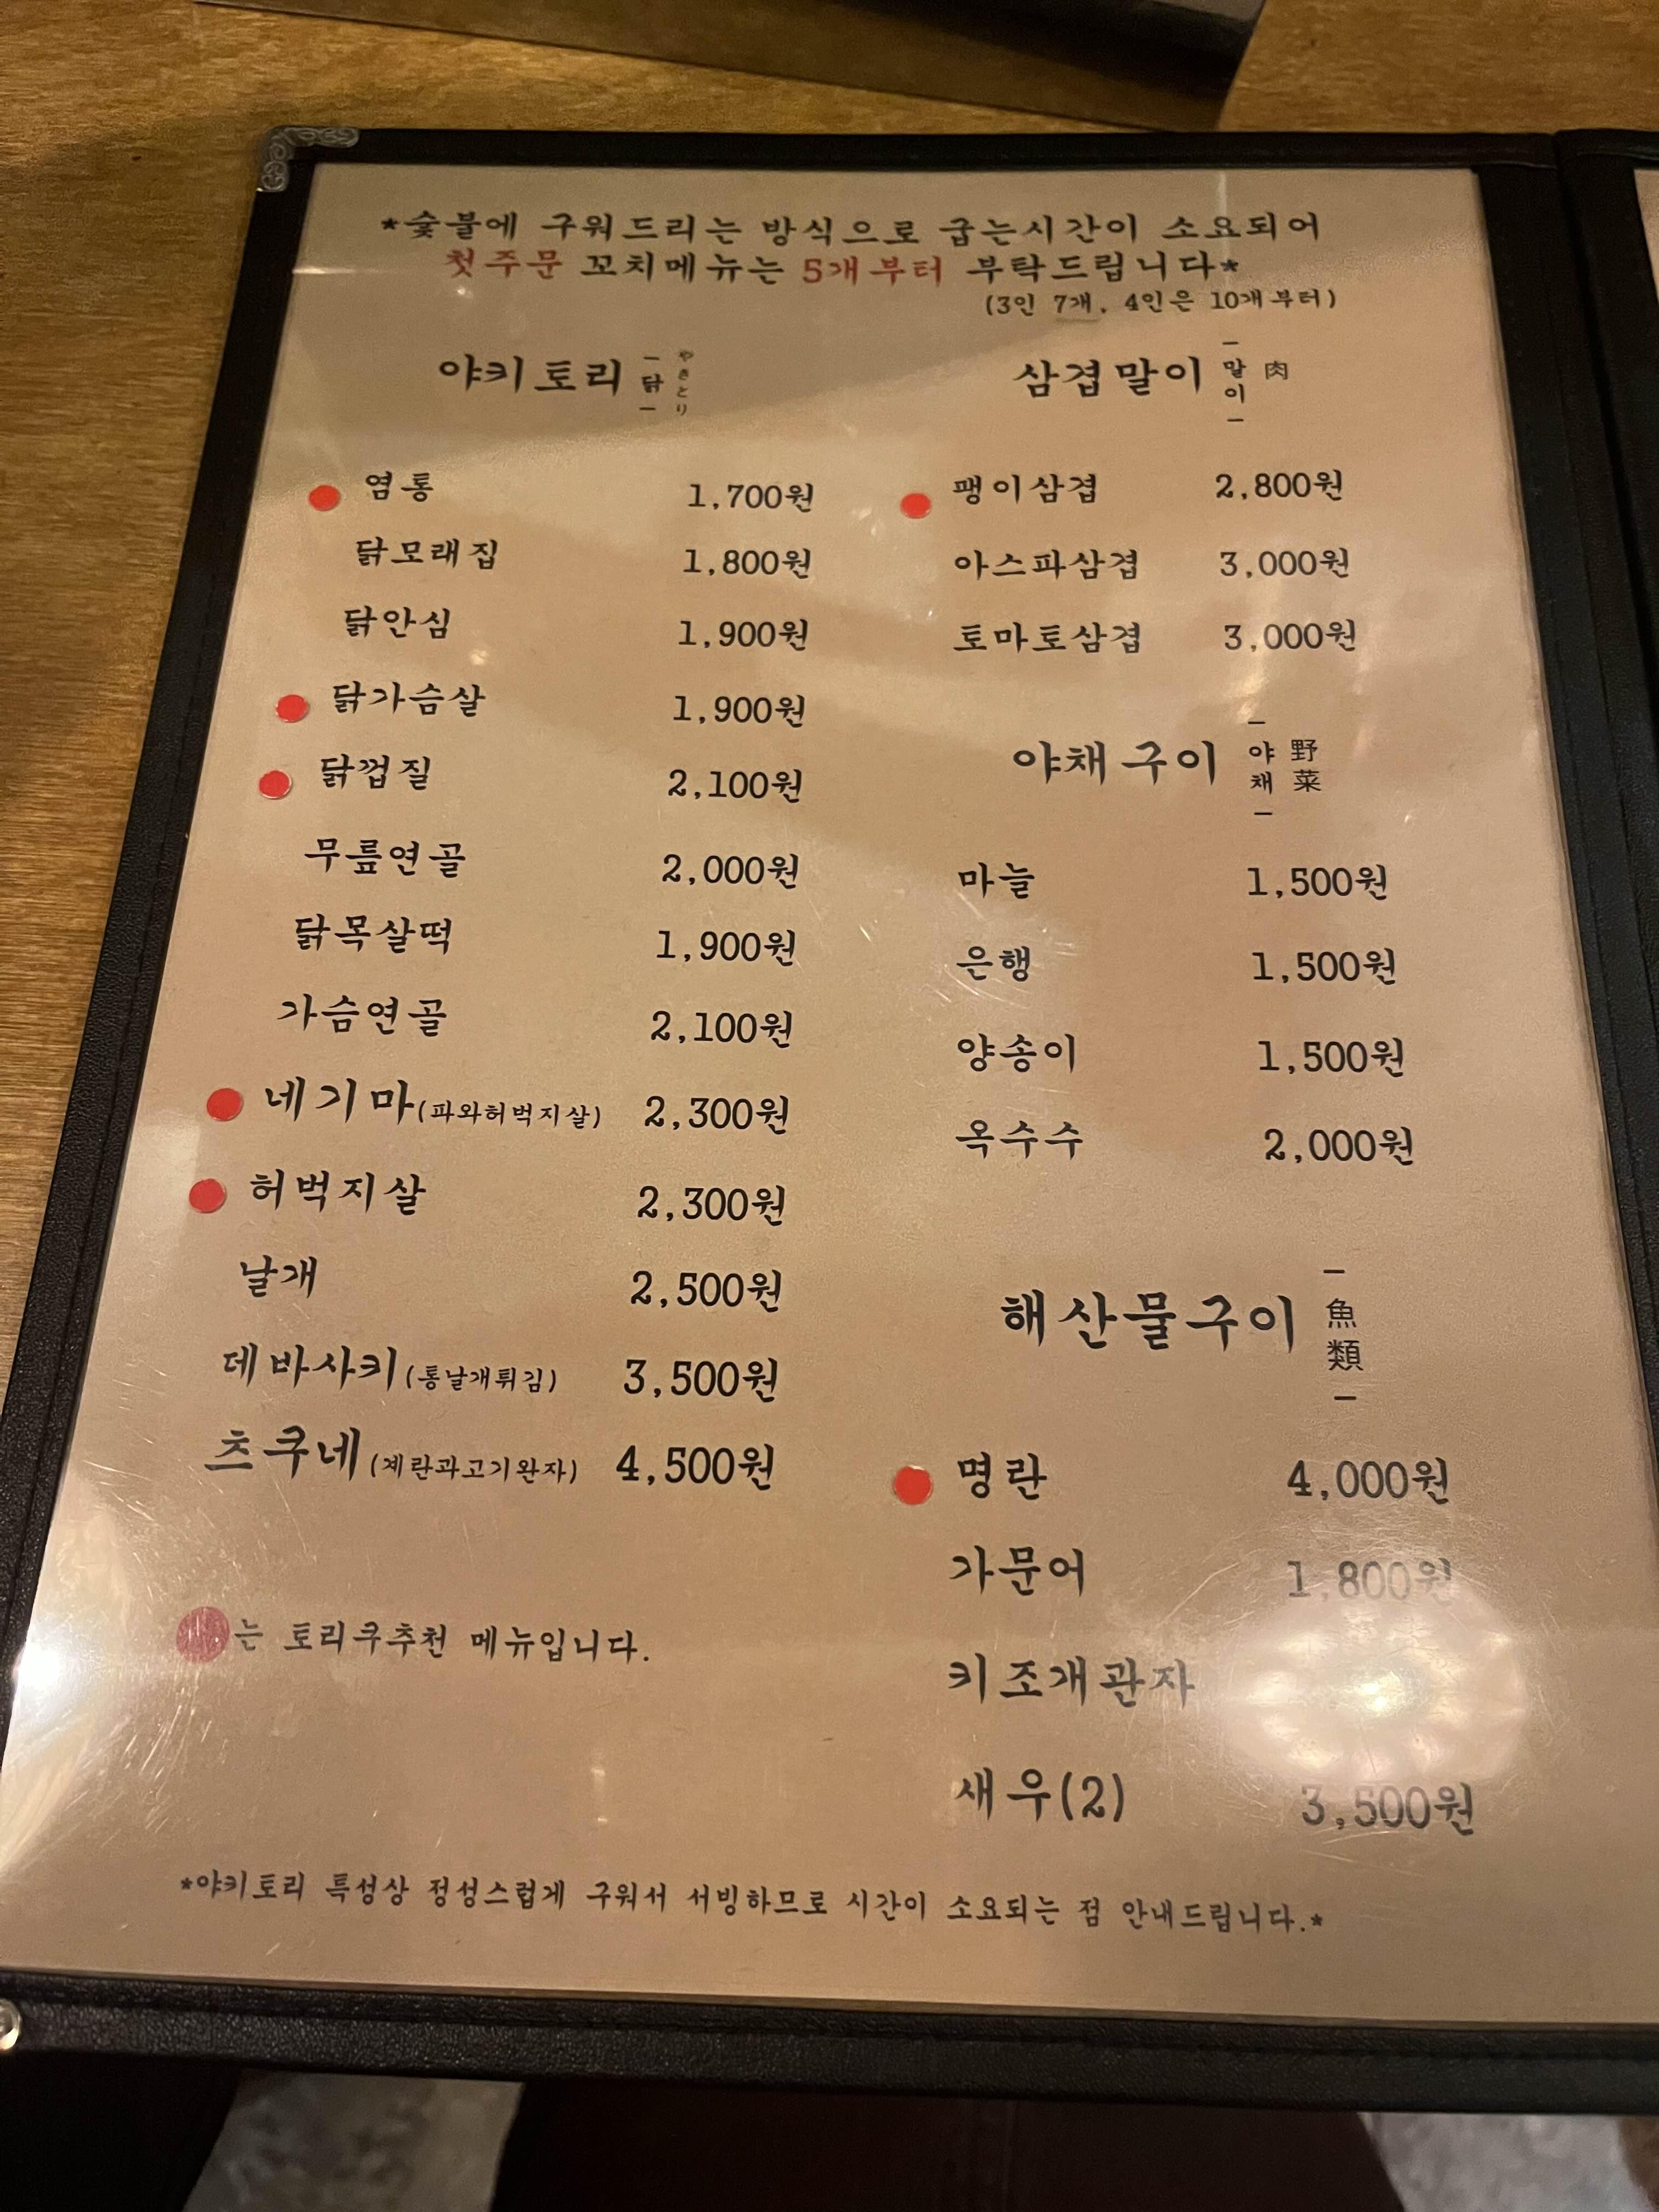 *숯불에 구워드리는 방식으로 굽는시간이 소요되어
첫주문 꼬치메뉴는 5개부터 부탁드립니다*
(3인 7개, 4인은 10개부터)
야키토리 -닭- やきとり
염통 1,700원
닭모래집 1,800원
닭안심 1,900원
닭가슴살 1,900원
닭껍질 2,100원
무릎연골 2,000원
닭목살떡 1,900원
가슴연골 2,100원
네기마(파와허벅지살) 2,300원
허벅지살 2,300원
날개 2,500원
데바사키(통날개튀김) 3,500원
츠쿠네(계란과고기완자) 4,500원
는 토리쿠추천 메뉴입니다.
삼겹말이 -말이- 肉
팽이삼겹 2,800원
아스파삼겹 3,000원
토마토삼겹 3,000원
야채구이 -야채- 野菜
마늘 1,500원
은행 1,500원
양송이 1,500원
옥수수 2,000원
해산물구이 -魚類-
명란 4,000원
가문어 1,800원
키조개관자
새우(2) 3,500원
*야키토리 특성상 정성스럽게 구워서 서빙하므로 시간이 소요되는 점 안내드립니다.*